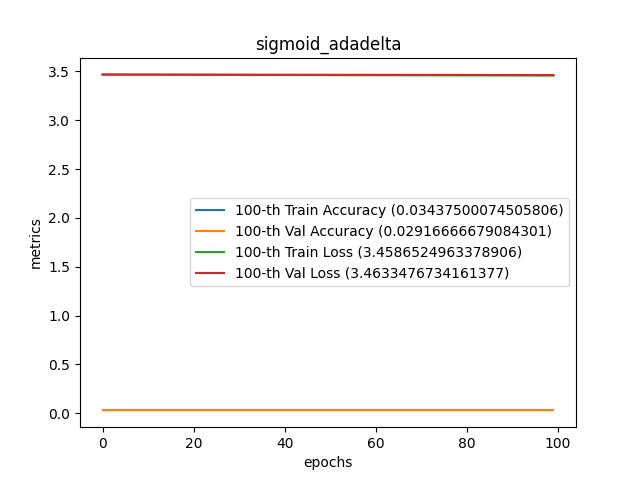 sigmoid_adadelta
3.5
3.0
2.5
2.0
1.5
1.0
0.5
0.0
metrics
100-th Train Accuracy (0.03437500074505806)
100-th Val Accuracy (0.02916666679084301)
100-th Train Loss (3.4586524963378906)
100-th Val Loss (3.4633476734161377)
0 20 40 60 80 100
epochs